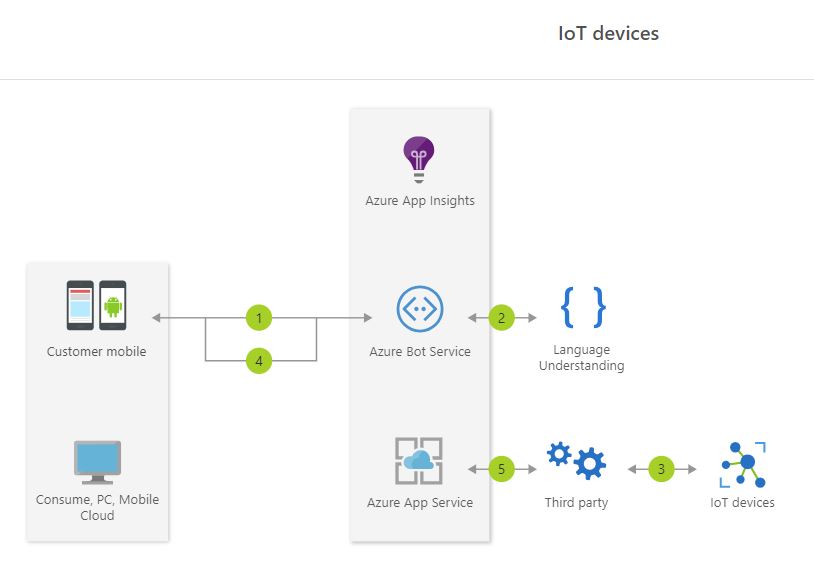 IoT devices
Azure App Insights
1
2
Customer mobile
Azure Bot Service
Language
Understanding
4
5
3
Consume, PC, Mobile
Cloud
Azure App Service
Third party
IoT devices